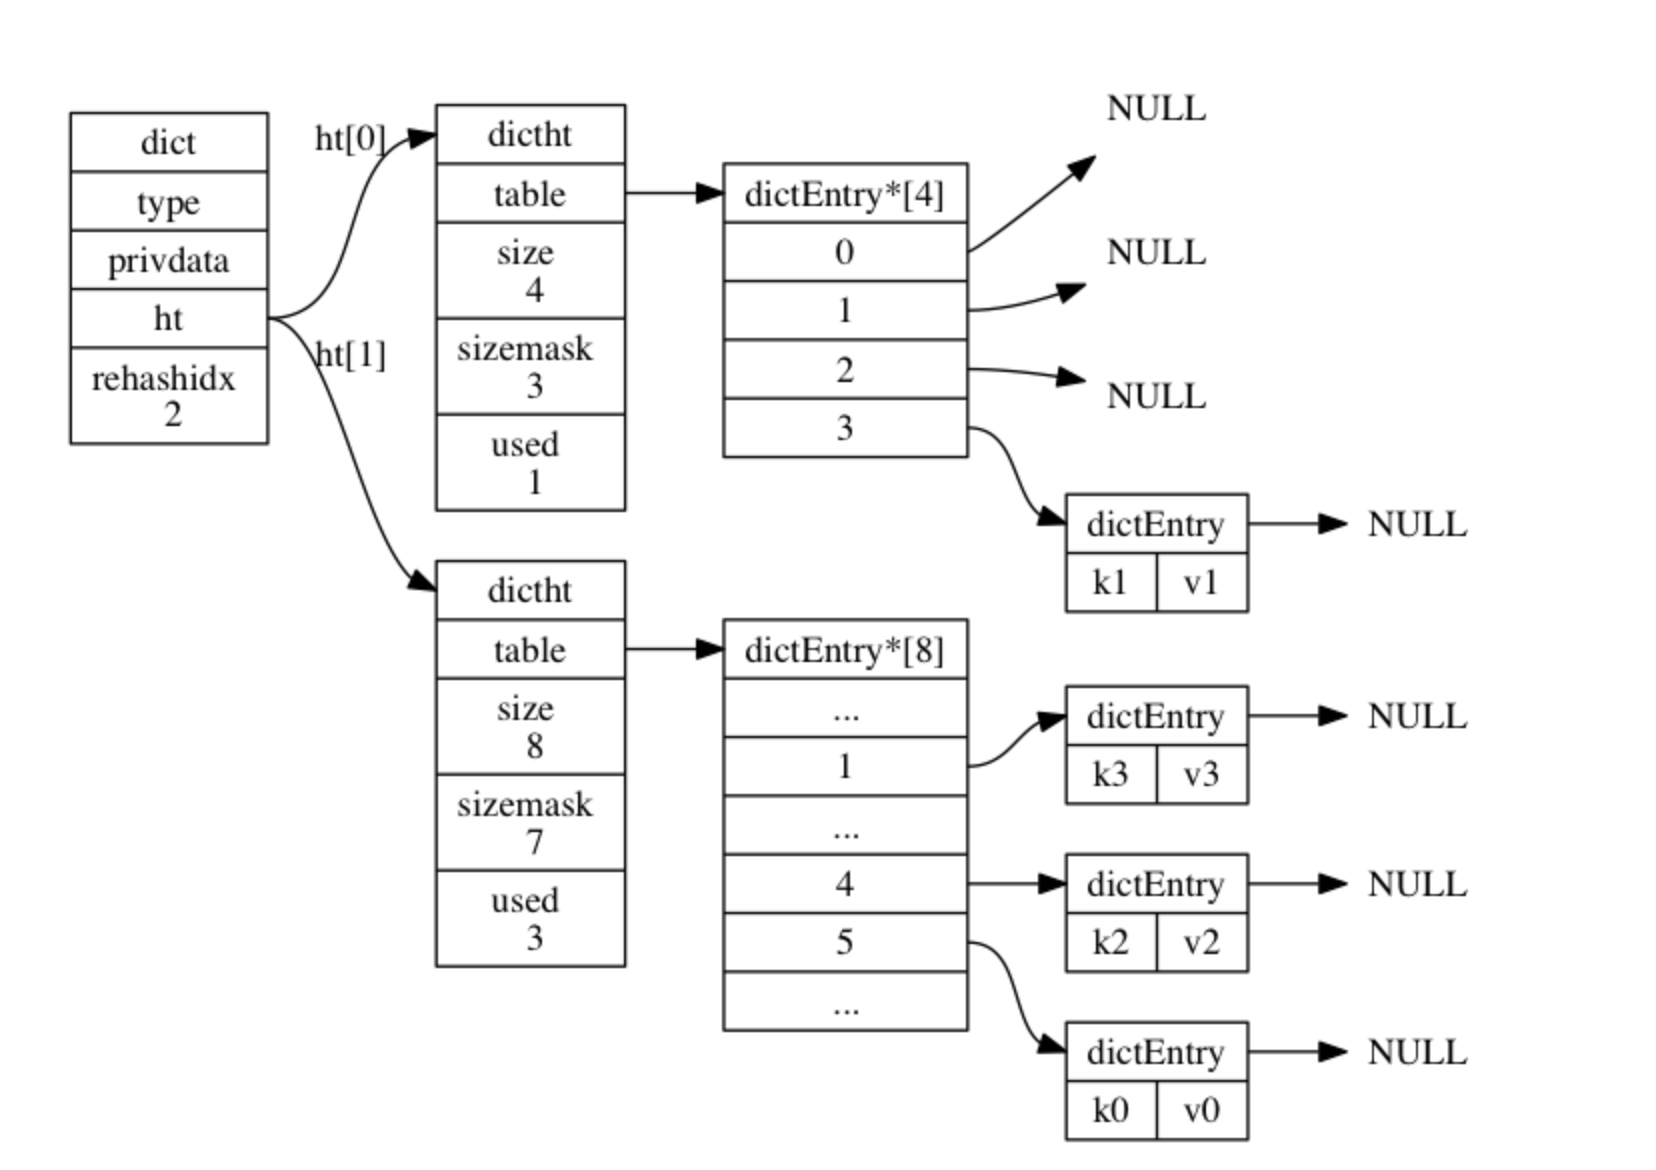 dict
type
privdata
ht
rehashidx
2
ht[0]
ht[1]
dictht
table
size
4
sizemask
3
used
1
dictEntry*[4]
0
1
2
3
NULL
NULL
NULL
dictEntry
k1 v1
NULL
dictht
table
size
8
sizemask
7
used
3
dictEntry*[8]
...
1
...
4
5
...
dictEntry
k3 v3
NULL
dictEntry
k2 v2
NULL
dictEntry
k0 v0
NULL